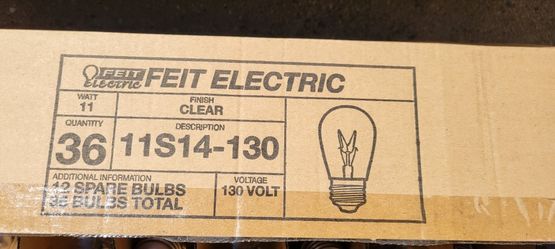 FEIT electric FEIT ELECTRIC
WATT
11
FINISH
CLEAR
QUANTITY
36
DESCRIPTION
11S14-130
ADDITIONAL INFORMATION
12 SPARE BULBS
36 BULBS TOTAL
VOLTAGE
130 VOLT